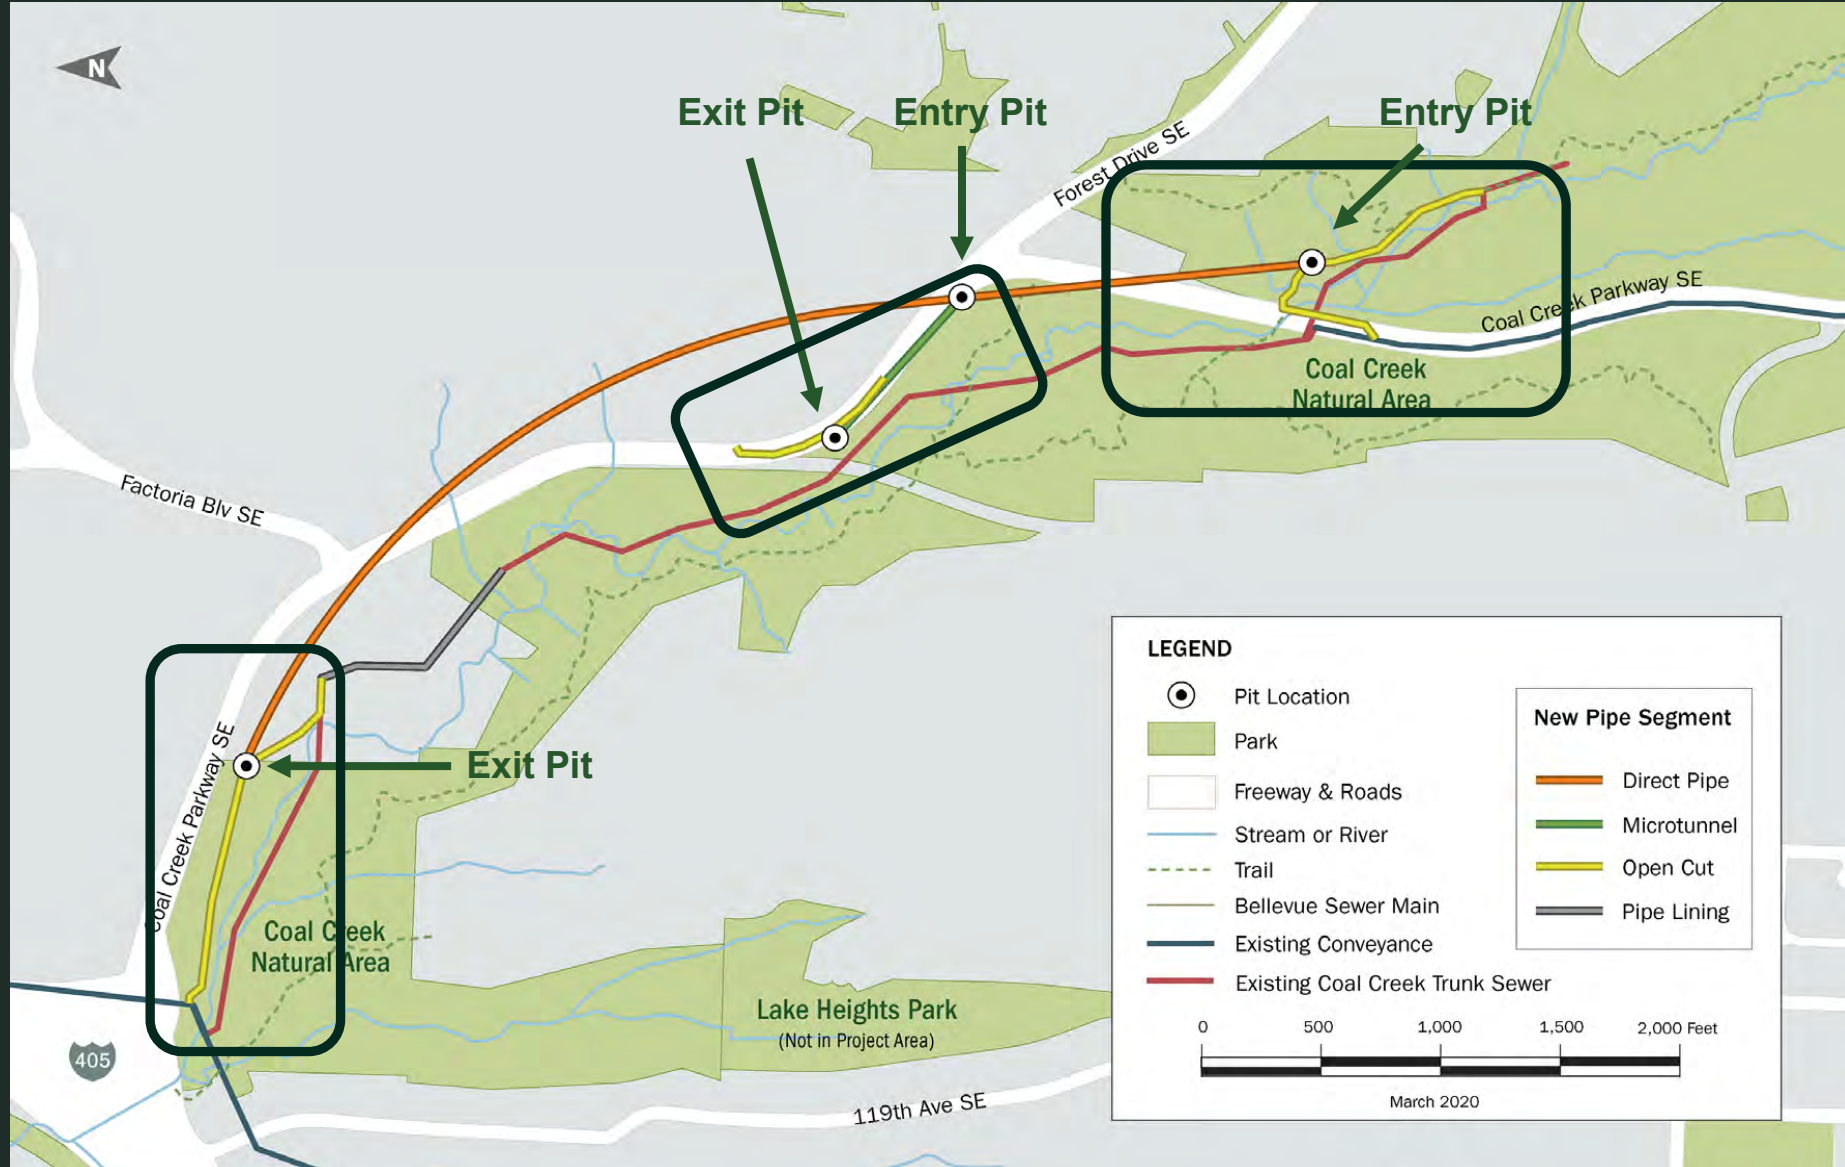 N
Exit Pit
Entry Pit
Entry Pit
Forest Drive SE
Coal Creek Parkway SE
Coal Creek
Natural Area
Factoria Blv SE
Coal Creek Parkway SE
Exit Pit
Coal Creek
Natural Area
Lake Heights Park
(Not in Project Area)
405
119th Ave SE
LEGEND
Pit Location
Park
Freeway & Roads
Stream or River
Trail
Bellevue Sewer Main
Existing Conveyance
Existing Coal Creek Trunk Sewer
New Pipe Segment
Direct Pipe
Microtunnel
Open Cut
Pipe Lining
0 500 1,000 1,500 2,000 Feet
March 2020